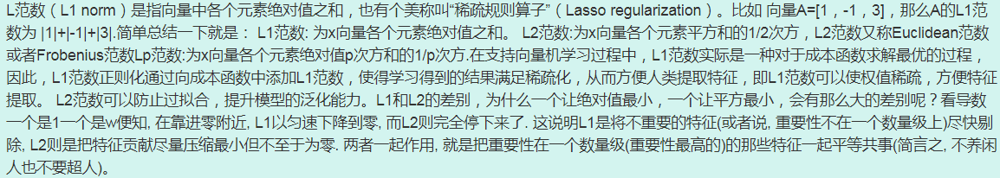 L范数（L1 norm）是指向量中各个元素绝对值之和，也有个美称叫“稀疏规则算子”（Lasso regularization）。比如 向量A=[1，-1，3]，那么A的L1范
数为 |1|+|-1|+|3|.简单总结一下就是： L1范数: 为x向量各个元素绝对值之和。 L2范数:为x向量各个元素平方和的1/2次方，L2范数又称Euclidean范数
或者Frobenius范数Lp范数:为x向量各个元素绝对值p次方和的1/p次方.在支持向量机学习过程中，L1范数实际是一种对于成本函数求解最优的过程，
因此，L1范数正则化通过向成本函数中添加L1范数，使得学习得到的结果满足稀疏化，从而方便人类提取特征，即L1范数可以使权值稀疏，方便特征
提取。 L2范数可以防止过拟合，提升模型的泛化能力。L1和L2的差别，为什么一个让绝对值最小，一个让平方最小，会有那么大的差别呢？看导数
一个是1一个是w便知, 在靠进零附近, L1以匀速下降到零, 而L2则完全停下来了. 这说明L1是将不重要的特征(或者说, 重要性不在一个数量级上)尽快剔
除, L2则是把特征贡献尽量压缩最小但不至于为零. 两者一起作用, 就是把重要性在一个数量级(重要性最高的)的那些特征一起平等共事(简言之, 不养闲
人也不要超人)。